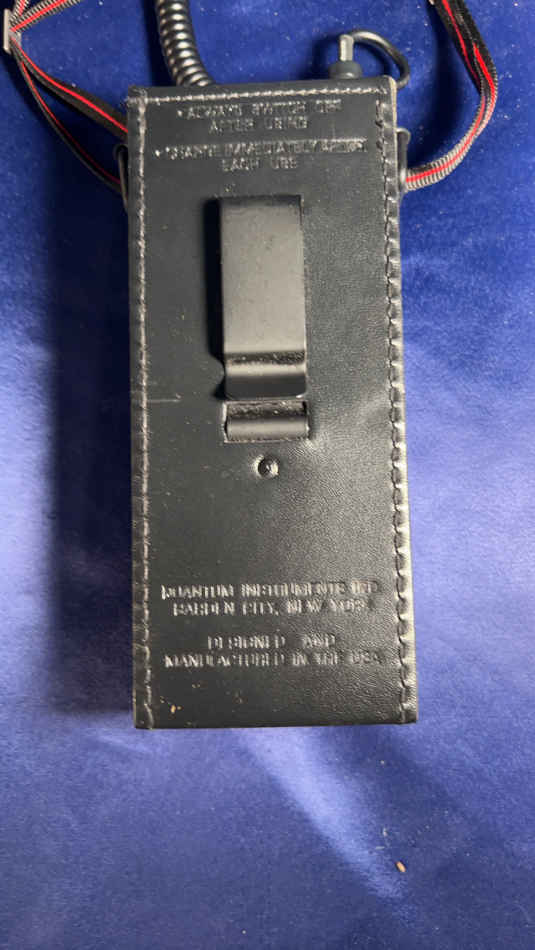 • ALWAYS SWITCH OFF
AFTER USING
• CHARGE IMMEDIATELY AFTER
EACH USE
QUANTUM INSTRUMENTS INC.
GARDEN CITY, NEW YORK
DESIGNED AND
MANUFACTURED IN THE USA